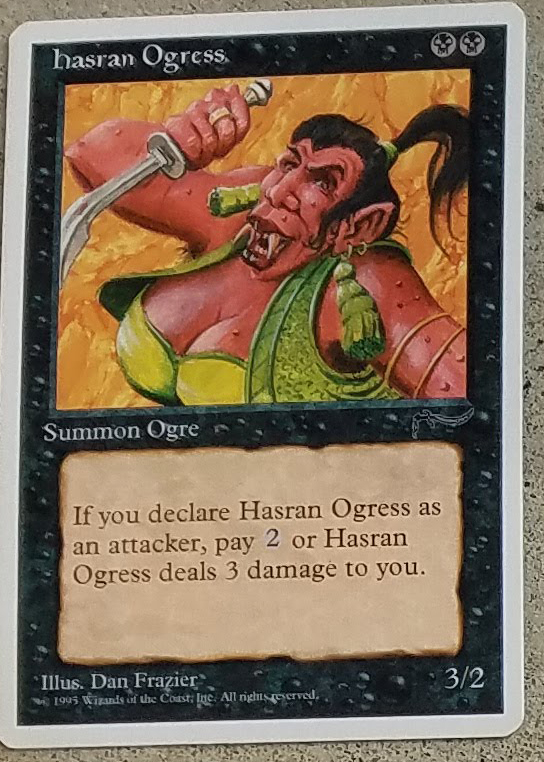 Hasran Ogress
Summon Ogre
If you declare Hasran Ogress as
an attacker, pay 2 or Hasran
Ogress deals 3 damage to you.
Illus. Dan Frazier
© 1995 Wizards of the Coast, Inc. All rights reserved.
3/2